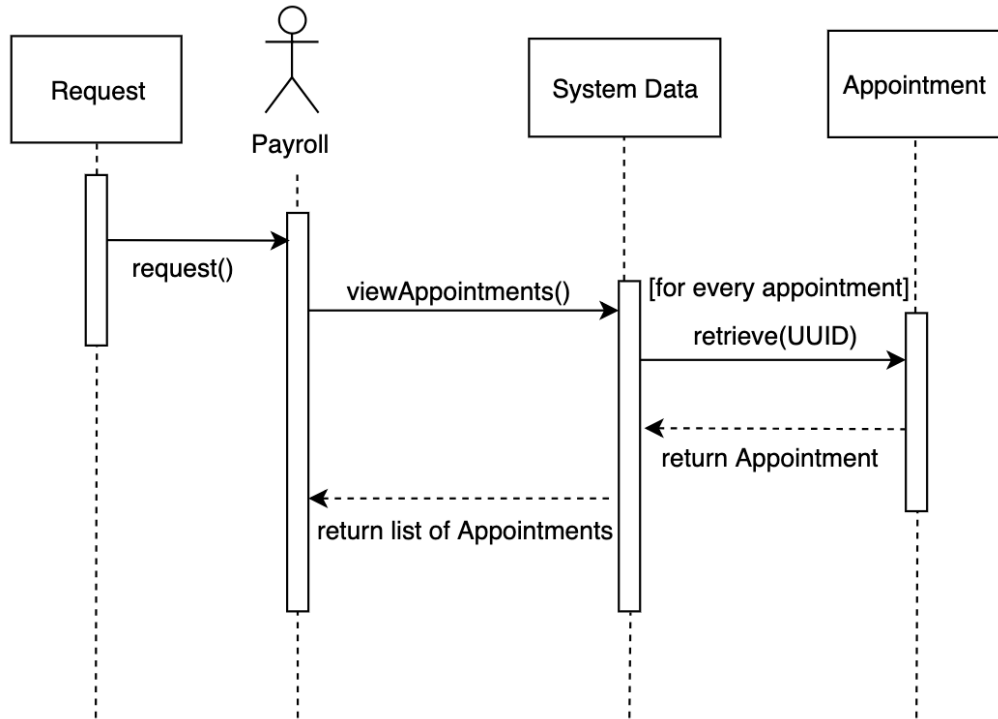 Request
Payroll
System Data
Appointment
request()
viewAppointments()
[for every appointment]
retrieve(UUID)
return Appointment
return list of Appointments